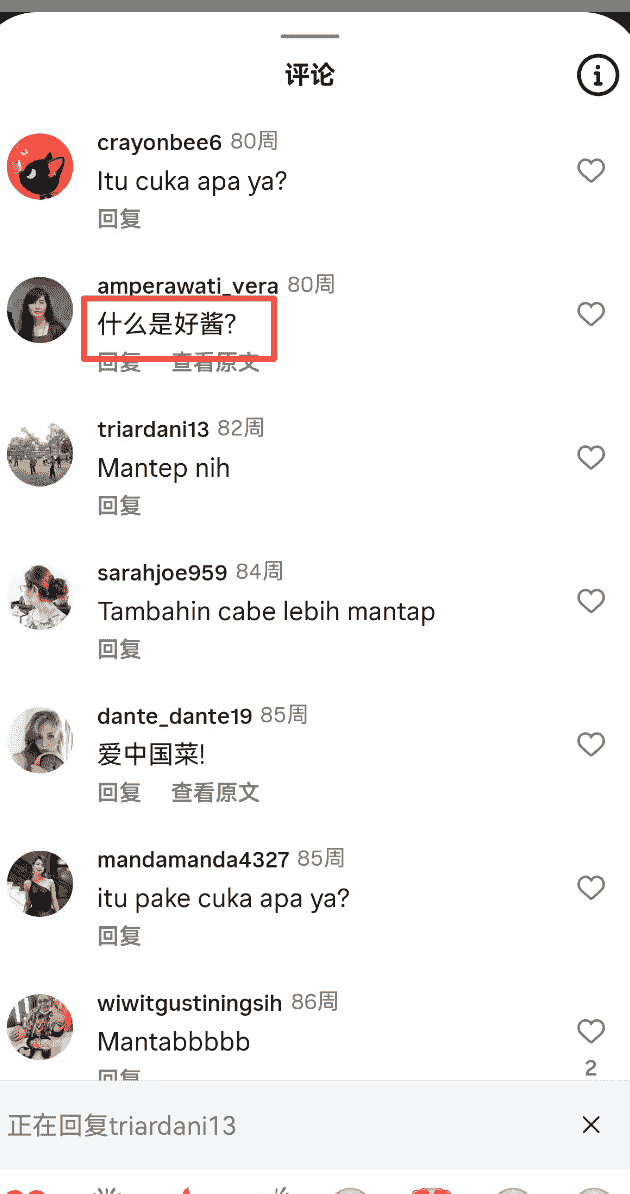 评论
crayonbee6 80周
Itu cuka apa ya?
回复
amperawati_vera 80周
什么是好酱?
回复 查看原文
triardani13 82周
Mantep nih
回复
sarahjoe959 84周
Tambahin cabe lebih mantap
回复
dante_dante19 85周
爱中国菜!
回复 查看原文
mandamanda4327 85周
itu pake cuka apa ya?
回复
wiwitgustiningsih 86周
Mantabbbbb
2
回复
正在回复triardani13